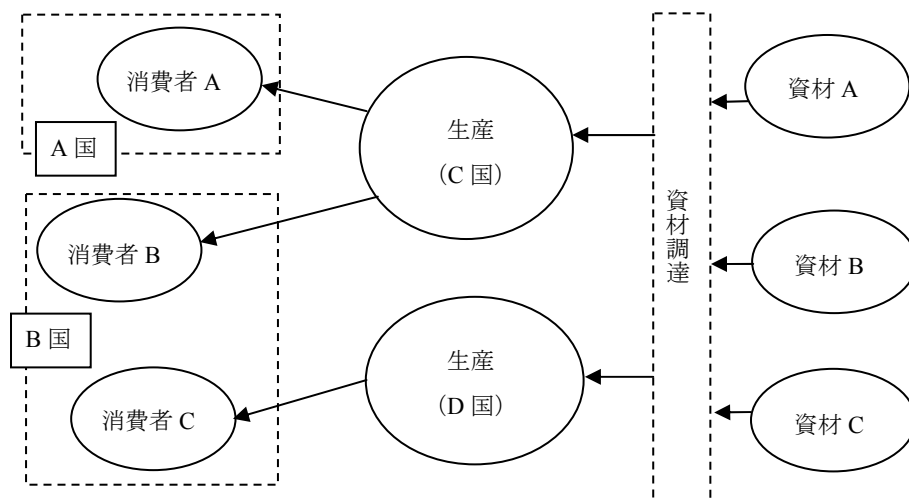 消費者 A
A 国
消費者 B
B 国
消費者 C
生産
（C 国）
生産
（D 国）
資材調達
資材 A
資材 B
資材 C